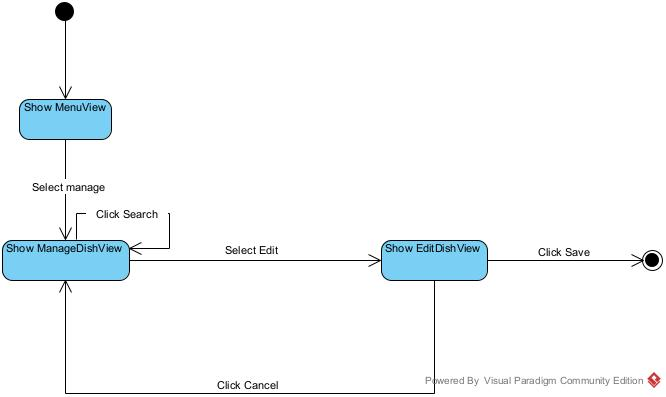 Show MenuView
Select manage
Click Search
Show ManageDishView
Select Edit
Show EditDishView
Click Save
Powered By Visual Paradigm Community Edition
Click Cancel